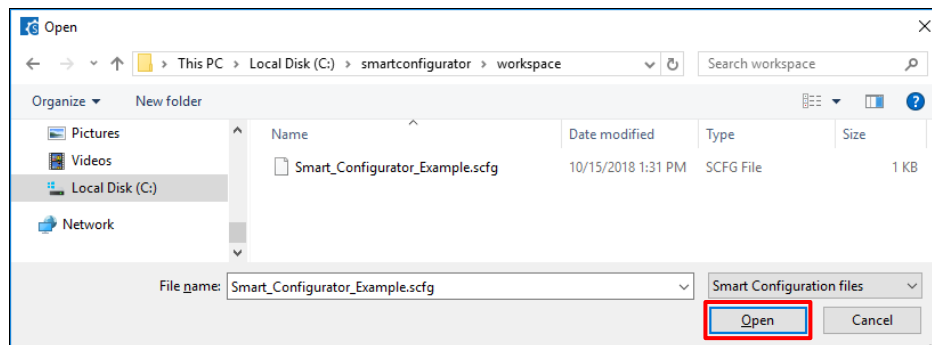 Open
This PC > Local Disk (C:) > smartconfigurator > workspace
Search workspace
Organize
New folder
Pictures
Videos
Local Disk (C:)
Network
Name Date modified Type Size
Smart_Configurator_Example.scfg 10/15/2018 1:31 PM SCFG File 1 KB
File name: Smart_Configurator_Example.scfg
Smart Configuration files
Open Cancel